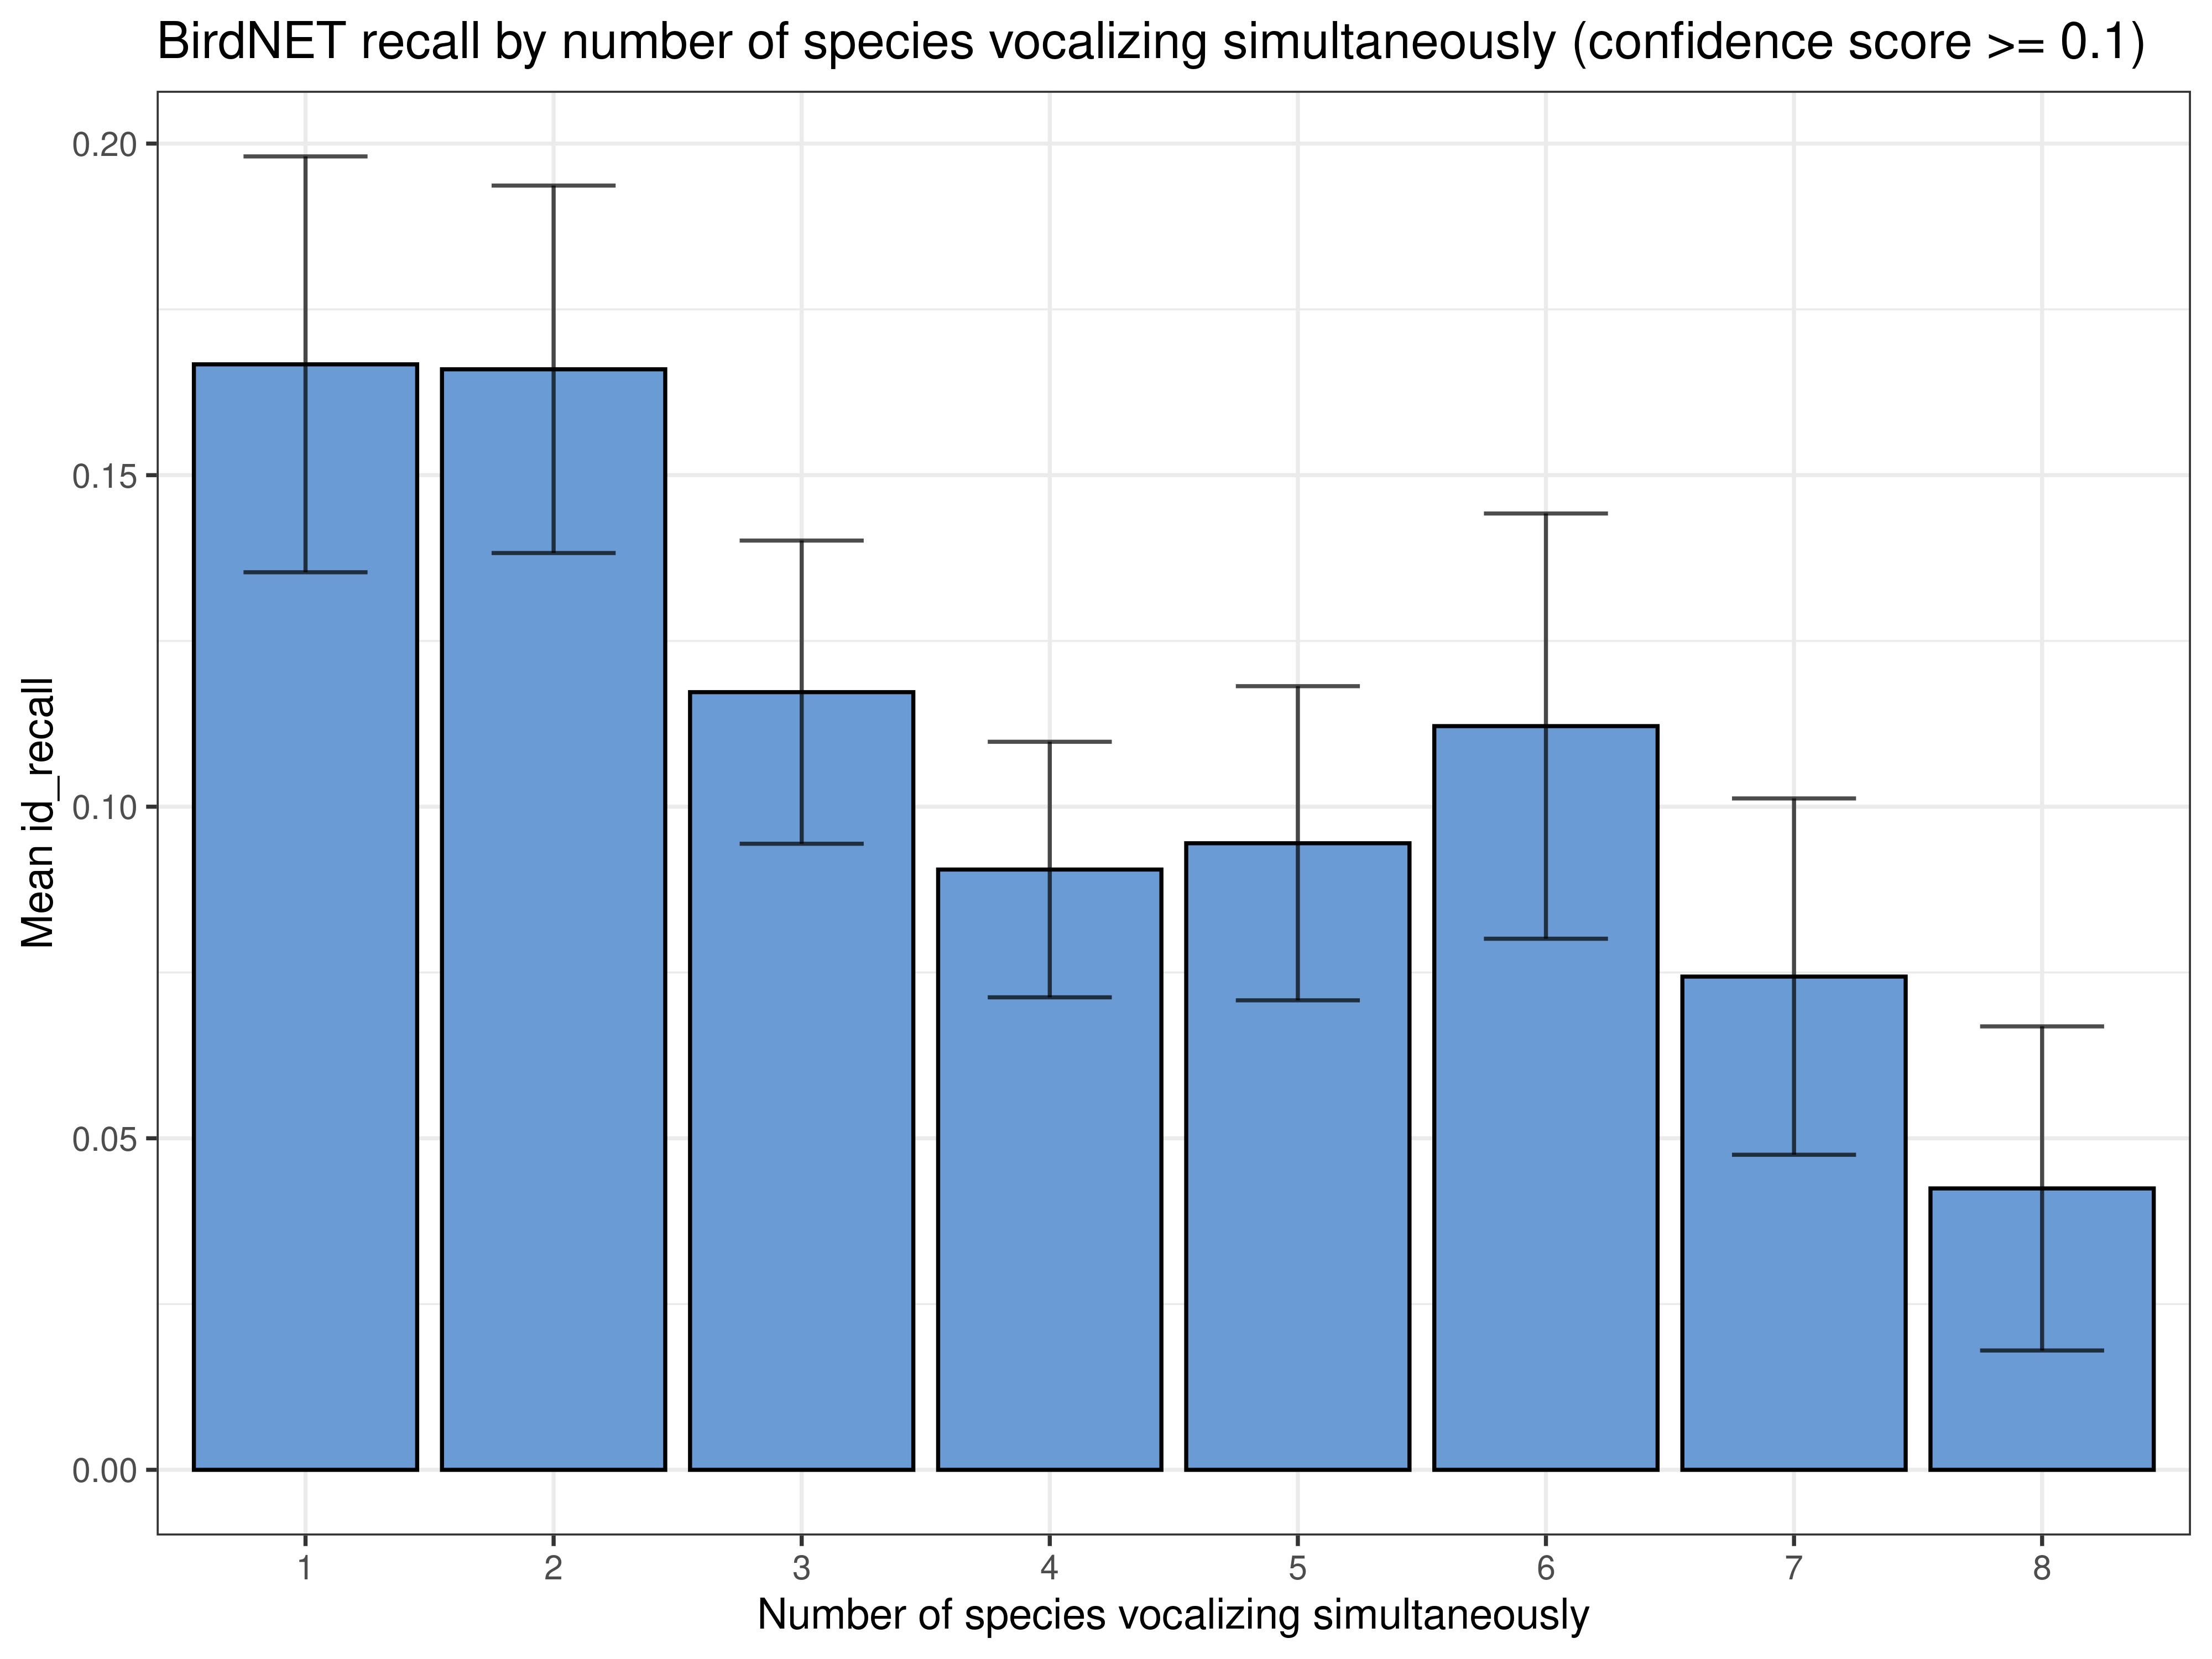 BirdNET recall by number of species vocalizing simultaneously (confidence score >= 0.1)
Mean id_recall
0.20
0.15
0.10
0.05
0.00
1 2 3 4 5 6 7 8
Number of species vocalizing simultaneously